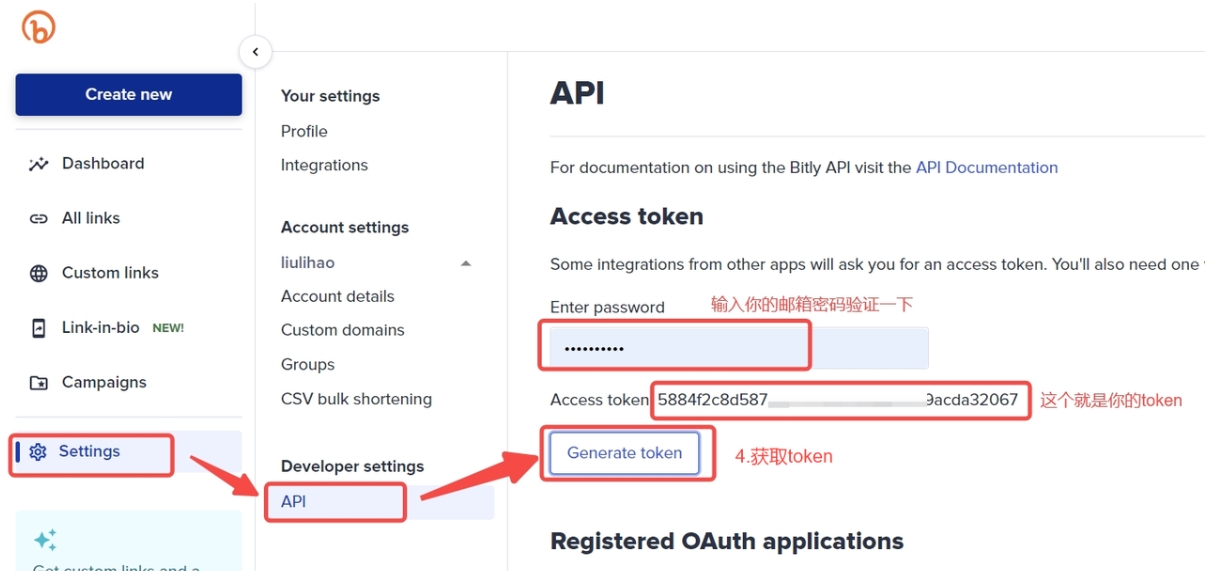 Create new
Dashboard
All links
Custom links
Link-in-bio NEW!
Campaigns
Settings
Get custom links and a
Your settings
Profile
Integrations
Account settings
liulihao
Account details
Custom domains
Groups
CSV bulk shortening
Developer settings
API
API
For documentation on using the Bitly API visit the API Documentation
Access token
Some integrations from other apps will ask you for an access token. You'll also need one
Enter password 输入你的邮箱密码验证一下
••••••••••
Access token 5884f2c8d587 9acda32067 这个就是你的token
Generate token 4.获取token
Registered OAuth applications